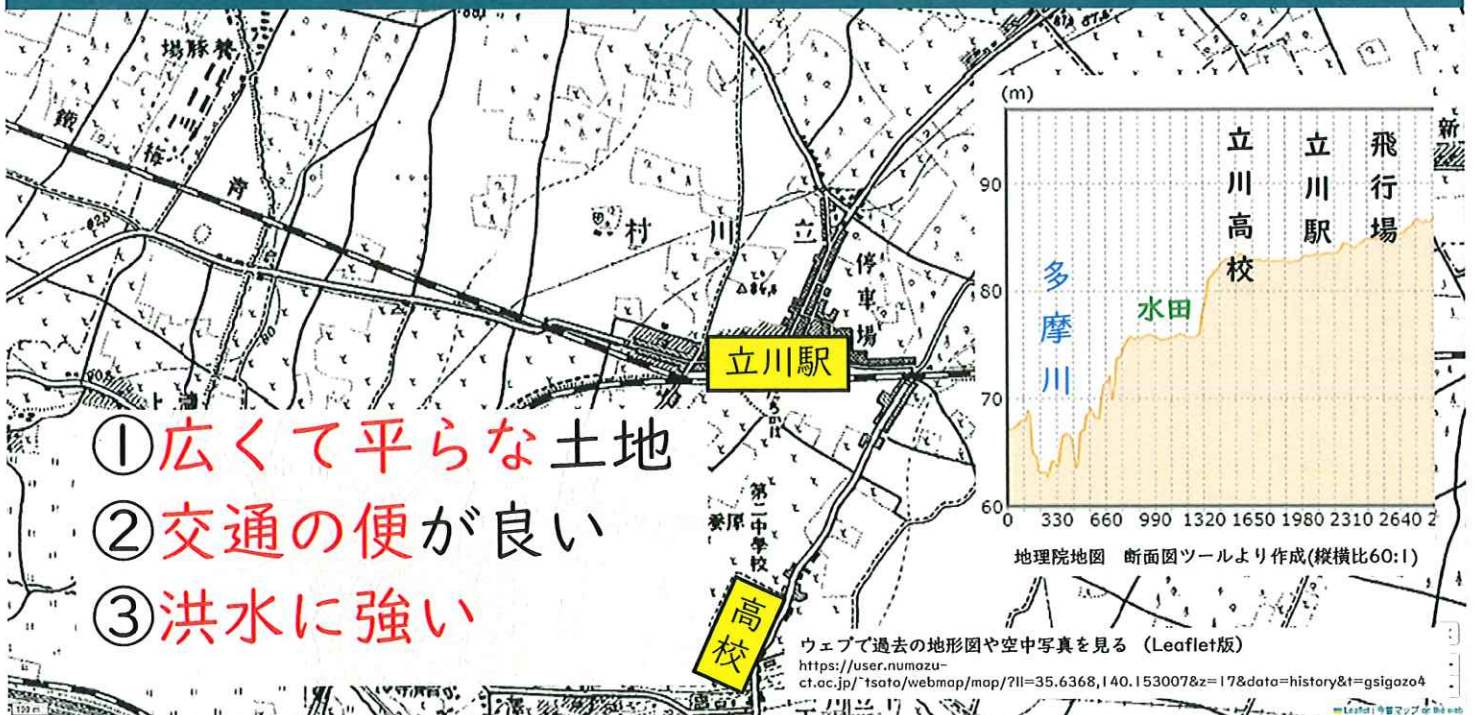 養豚場
青梅鐵
立川村
停車場
新
立川駅
第二中学校
高校
①広くて平らな土地
②交通の便が良い
③洪水に強い
(m)
90
80
70
60
0 330 660 990 1320 1650 1980 2310 2640 2
多摩川
水田
立川高校
立川駅
飛行場
地理院地図 断面図ツールより作成(縦横比60:1)
ウェブで過去の地形図や空中写真を見る (Leaflet版)
https://user.numazu-
ct.ac.jp/~tsato/webmap/map/?ll=35.6368,140.153007&z=17&data=history&t=gsigazo4